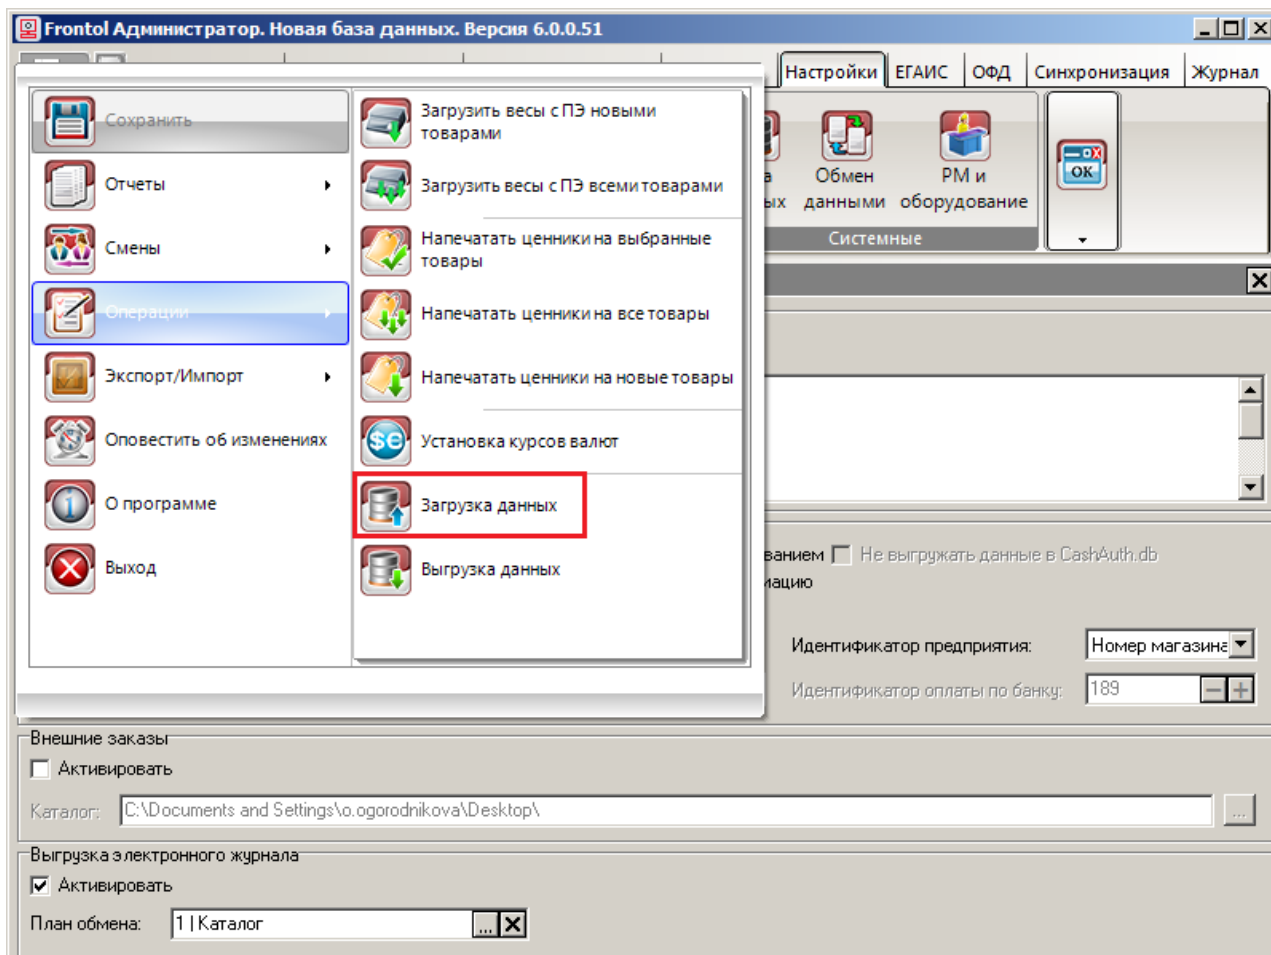 Frontol Администратор. Новая база данных. Версия 6.0.0.51
Настройки
ЕГАИС
ОФД
Синхронизация
Журнал
Сохранить
Отчеты
Смены
Операции
Экспорт/Импорт
Оповестить об изменениях
О программе
Выход
Загрузить весы с ПЭ новыми
товарами
Загрузить весы с ПЭ всеми товарами
Напечатать ценники на выбранные
товары
Напечатать ценники на все товары
Напечатать ценники на новые товары
Установка курсов валют
Загрузка данных
Выгрузка данных
Обмен
данными
РМ и
оборудование
OK
Системные
Не выгружать данные в CashAuth.db
Идентификатор предприятия:
Номер магазина
Идентификатор оплаты по банку:
189
Внешние заказы
Активировать
Каталог:
C:\Documents and Settings\o.ogorodnikova\Desktop\
...
Выгрузка электронного журнала
Активировать
План обмена:
1 | Каталог
...